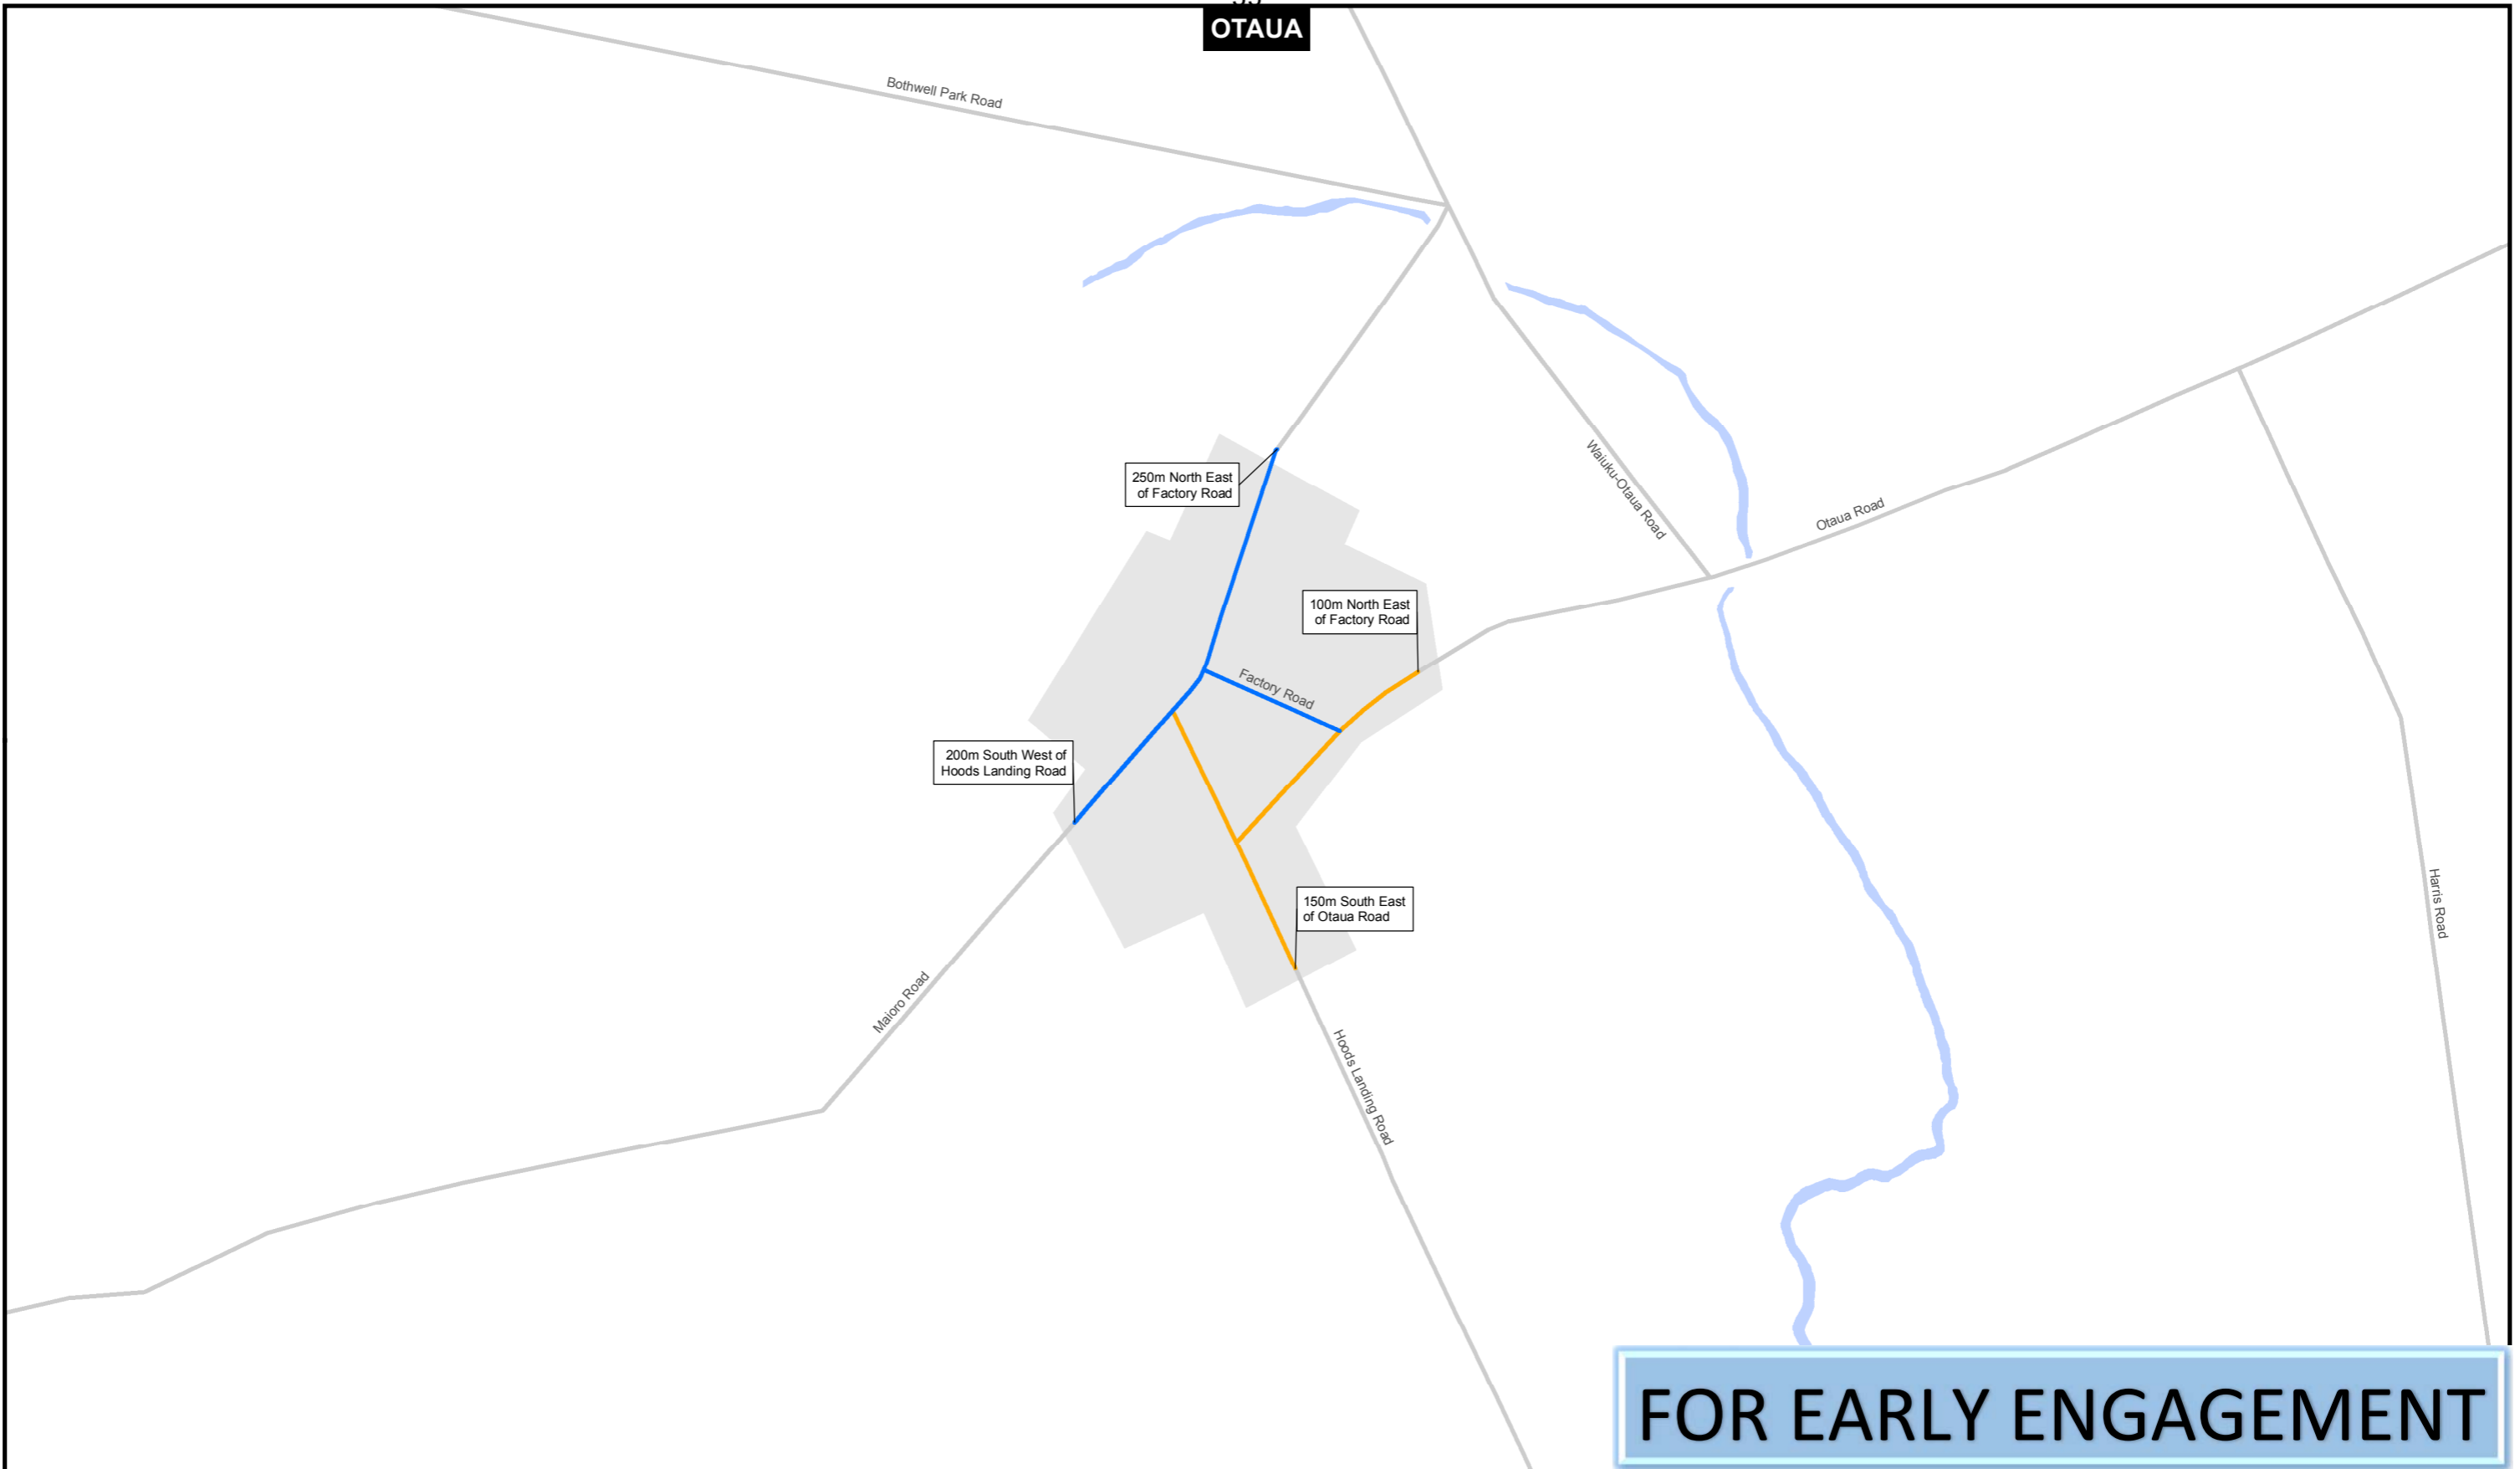 OTAUA
Bothwell Park Road
250m North East
of Factory Road
Waiuku-Otaua Road
Otaua Road
100m North East
of Factory Road
Factory Road
200m South West of
Hoods Landing Road
150m South East
of Otaua Road
Harris Road
Maioro Road
Hoods Landing Road
FOR EARLY ENGAGEMENT